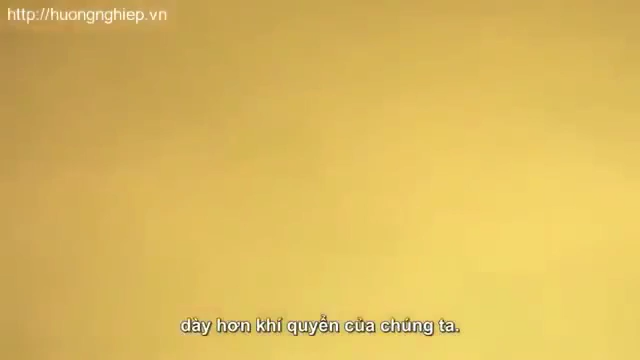 http://huongnghiep.vn
dày hơn khí quyển của chúng ta.